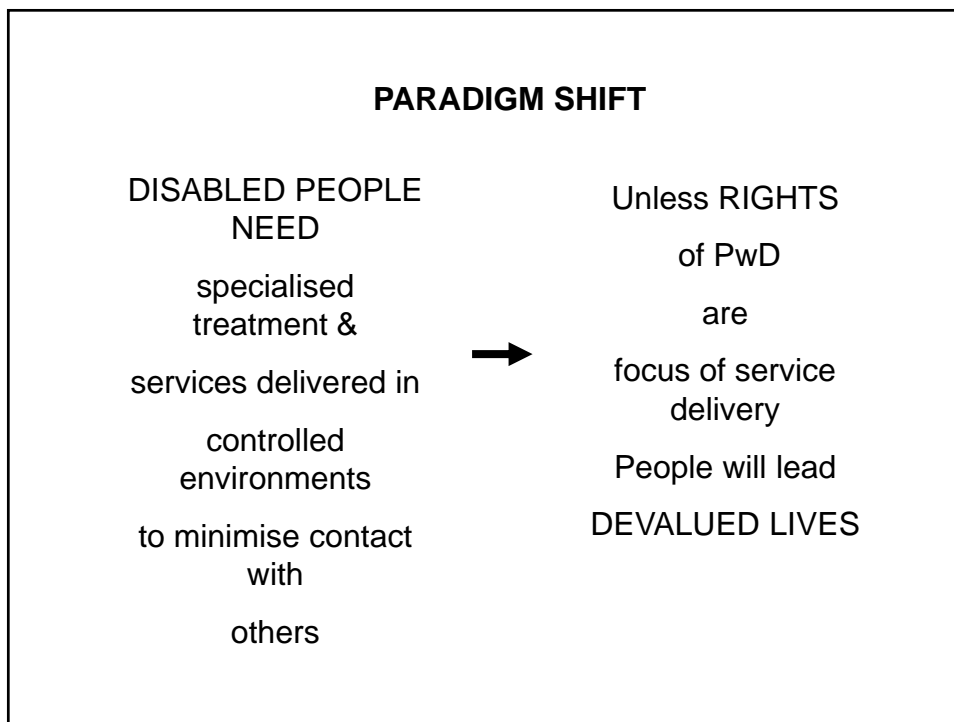 PARADIGM SHIFT
DISABLED PEOPLE
NEED
specialised
treatment &
services delivered in
controlled
environments
to minimise contact
with
others
Unless RIGHTS
of PwD
are
focus of service
delivery
People will lead
DEVALUED LIVES